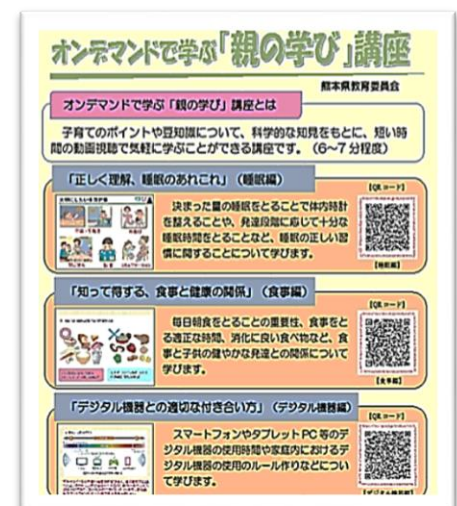 オンデマンドで学ぶ「親の学び」講座
熊本県教育委員会
オンデマンドで学ぶ「親の学び」講座とは
子育てのポイントや豆知識について、科学的な知見をもとに、短い時
間の動画視聴で気軽に学ぶことができる講座です。(6~7分程度)
「正しく理解、睡眠のあれこれ」(睡眠編)
【QRコード】
決まった量の睡眠をとることで体内時計
を整えることや、発達段階に応じて十分な
睡眠時間をとることなど、睡眠の正しい習
慣に関することについて学びます。
【睡眠編】
「知って得する、食事と健康の関係」(食事編)
【QRコード】
毎日朝食をとることの重要性、食事をと
る適正な時間、消化に良い食べ物など、食
事と子供の健やかな発達との関係について
学びます。
【食事編】
「デジタル機器との適切な付き合い方」(デジタル機器編)
【QRコード】
スマートフォンやタブレットPC等のデ
ジタル機器の使用時間や家庭内におけるデ
ジタル機器の使用のルール作りなどについ
て学びます。
【デジタル機器編】